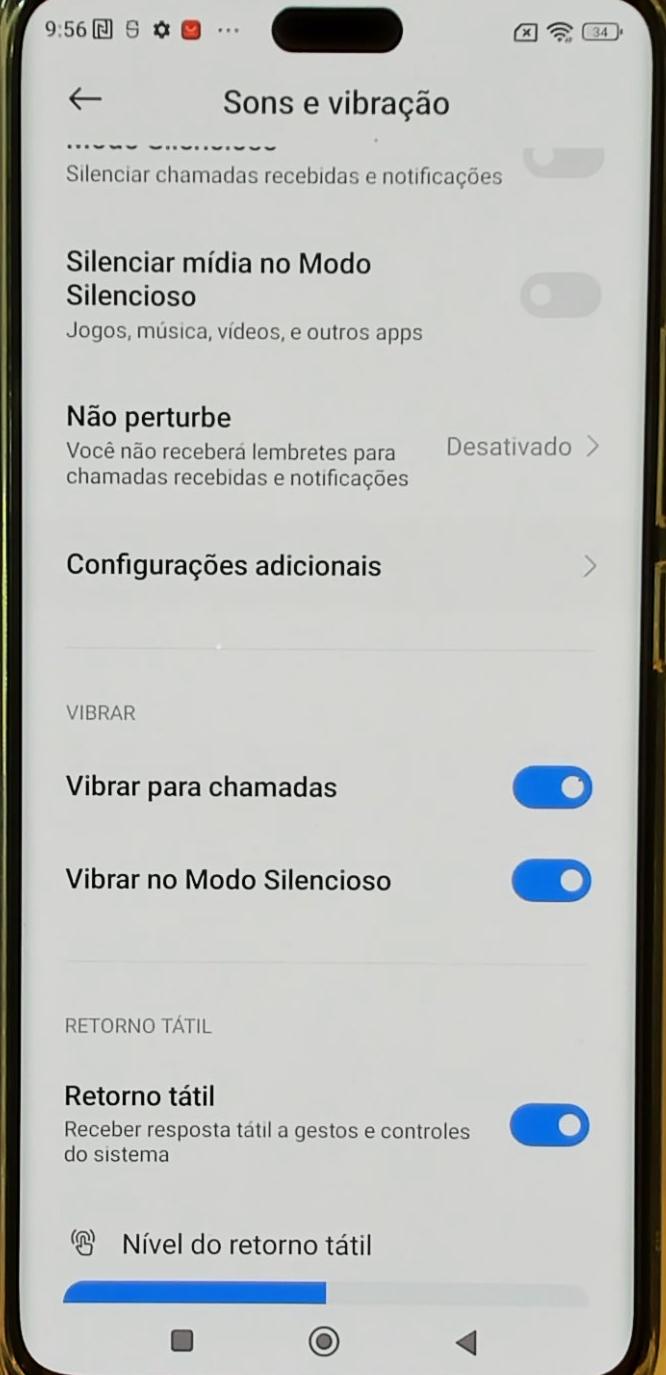 9:56
34
Sons e vibração
Silenciar chamadas recebidas e notificações
Silenciar mídia no Modo
Silencioso
Jogos, música, vídeos, e outros apps
Não perturbe
Você não receberá lembretes para
chamadas recebidas e notificações
Desativado
Configurações adicionais
VIBRAR
Vibrar para chamadas
Vibrar no Modo Silencioso
RETORNO TÁTIL
Retorno tátil
Receber resposta tátil a gestos e controles
do sistema
Nível do retorno tátil